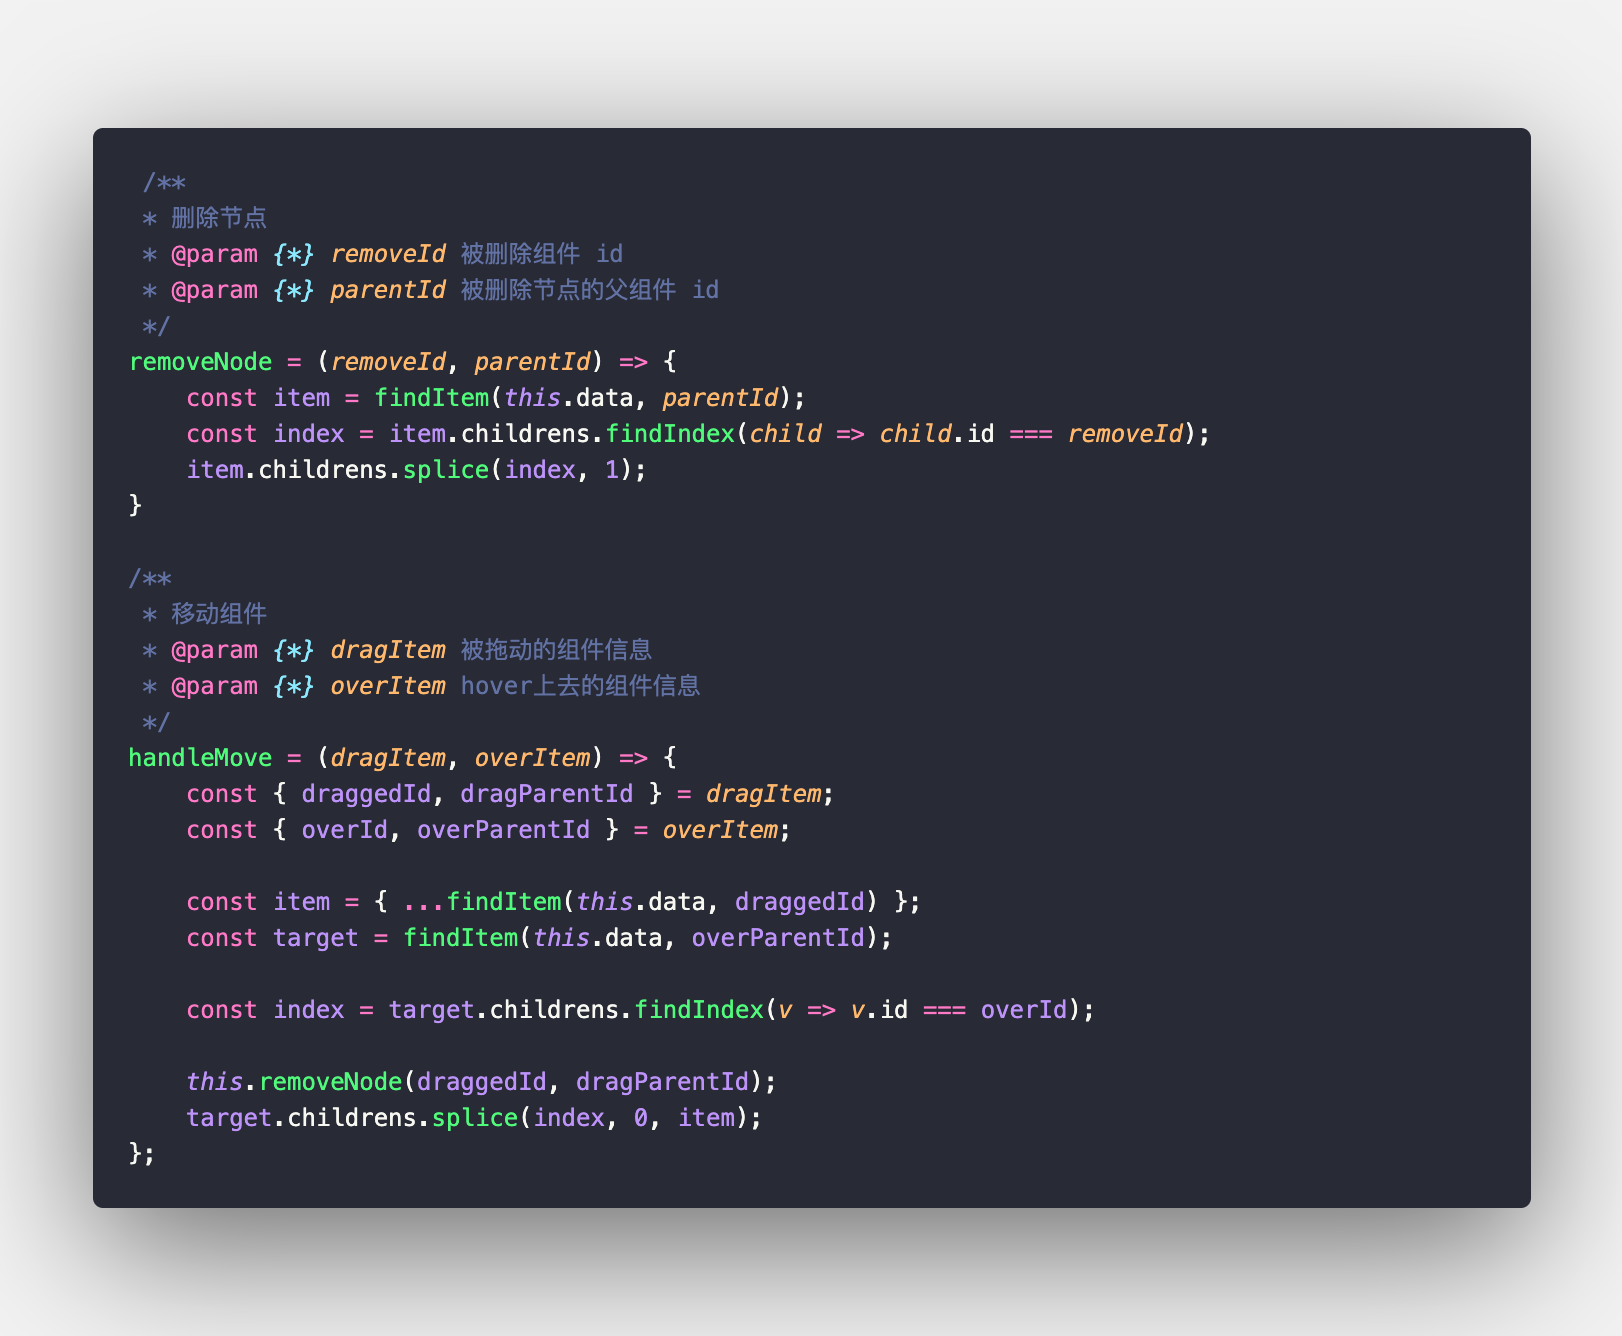 /**
* 删除节点
* @param {*} removeId 被删除组件 id
* @param {*} parentId 被删除节点的父组件 id
*/
removeNode = (removeId, parentId) => {
    const item = findItem(this.data, parentId);
    const index = item.childrens.findIndex(child => child.id === removeId);
    item.childrens.splice(index, 1);
}

/**
 * 移动组件
 * @param {*} dragItem 被拖动的组件信息
 * @param {*} overItem hover上去的组件信息
 */
handleMove = (dragItem, overItem) => {
    const { draggedId, dragParentId } = dragItem;
    const { overId, overParentId } = overItem;

    const item = { ...findItem(this.data, draggedId) };
    const target = findItem(this.data, overParentId);

    const index = target.childrens.findIndex(v => v.id === overId);

    this.removeNode(draggedId, dragParentId);
    target.childrens.splice(index, 0, item);
};